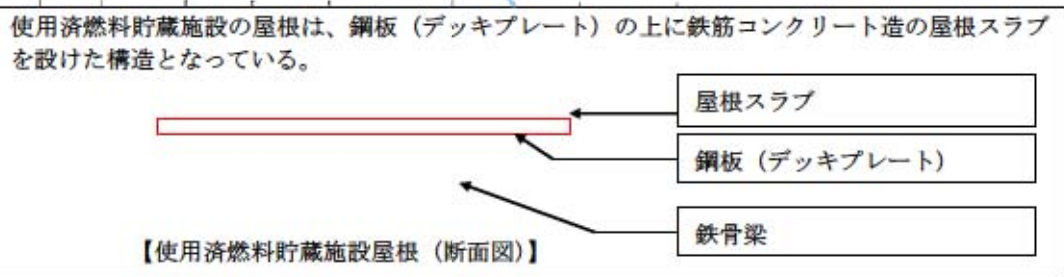 使用済燃料貯蔵施設の屋根は、鋼板（デッキプレート）の上に鉄筋コンクリート造の屋根スラブ
を設けた構造となっている。
屋根スラブ
鋼板（デッキプレート）
鉄骨梁
【使用済燃料貯蔵施設屋根（断面図）】